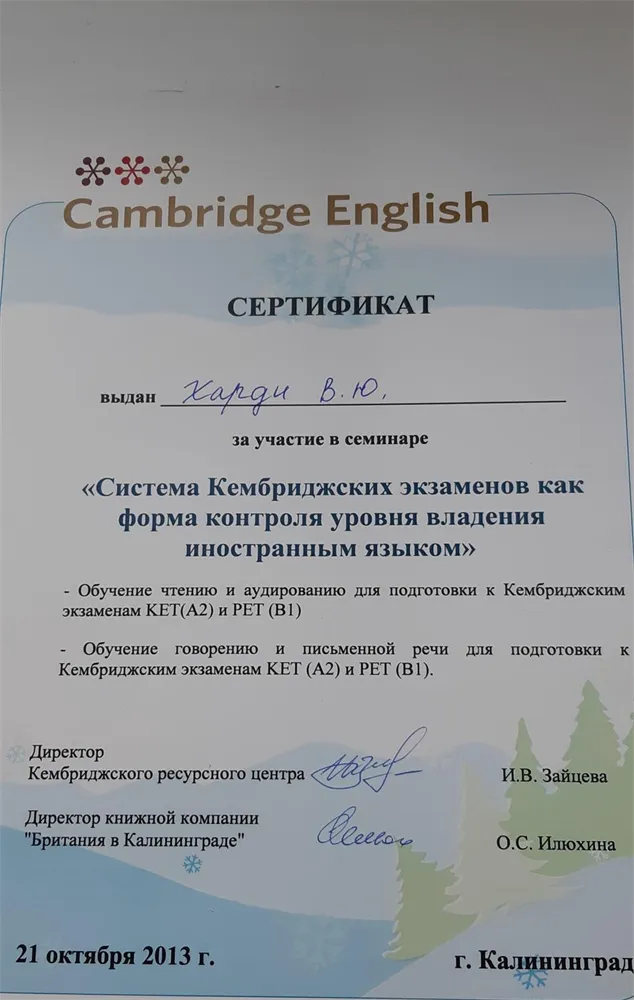 Cambridge English
СЕРТИФИКАТ
выдан Харди В.Ю.
за участие в семинаре
«Система Кембриджских экзаменов как
форма контроля уровня владения
иностранным языком»
- Обучение чтению и аудированию для подготовки к Кембриджским
экзаменам KET(A2) и PET (B1)
- Обучение говорению и письменной речи для подготовки к
Кембриджским экзаменам KET (A2) и PET (B1).
Директор
Кембриджского ресурсного центра И.В. Зайцева
Директор книжной компании
"Британия в Калининграде" О.С. Илюхина
21 октября 2013 г. г. Калининград